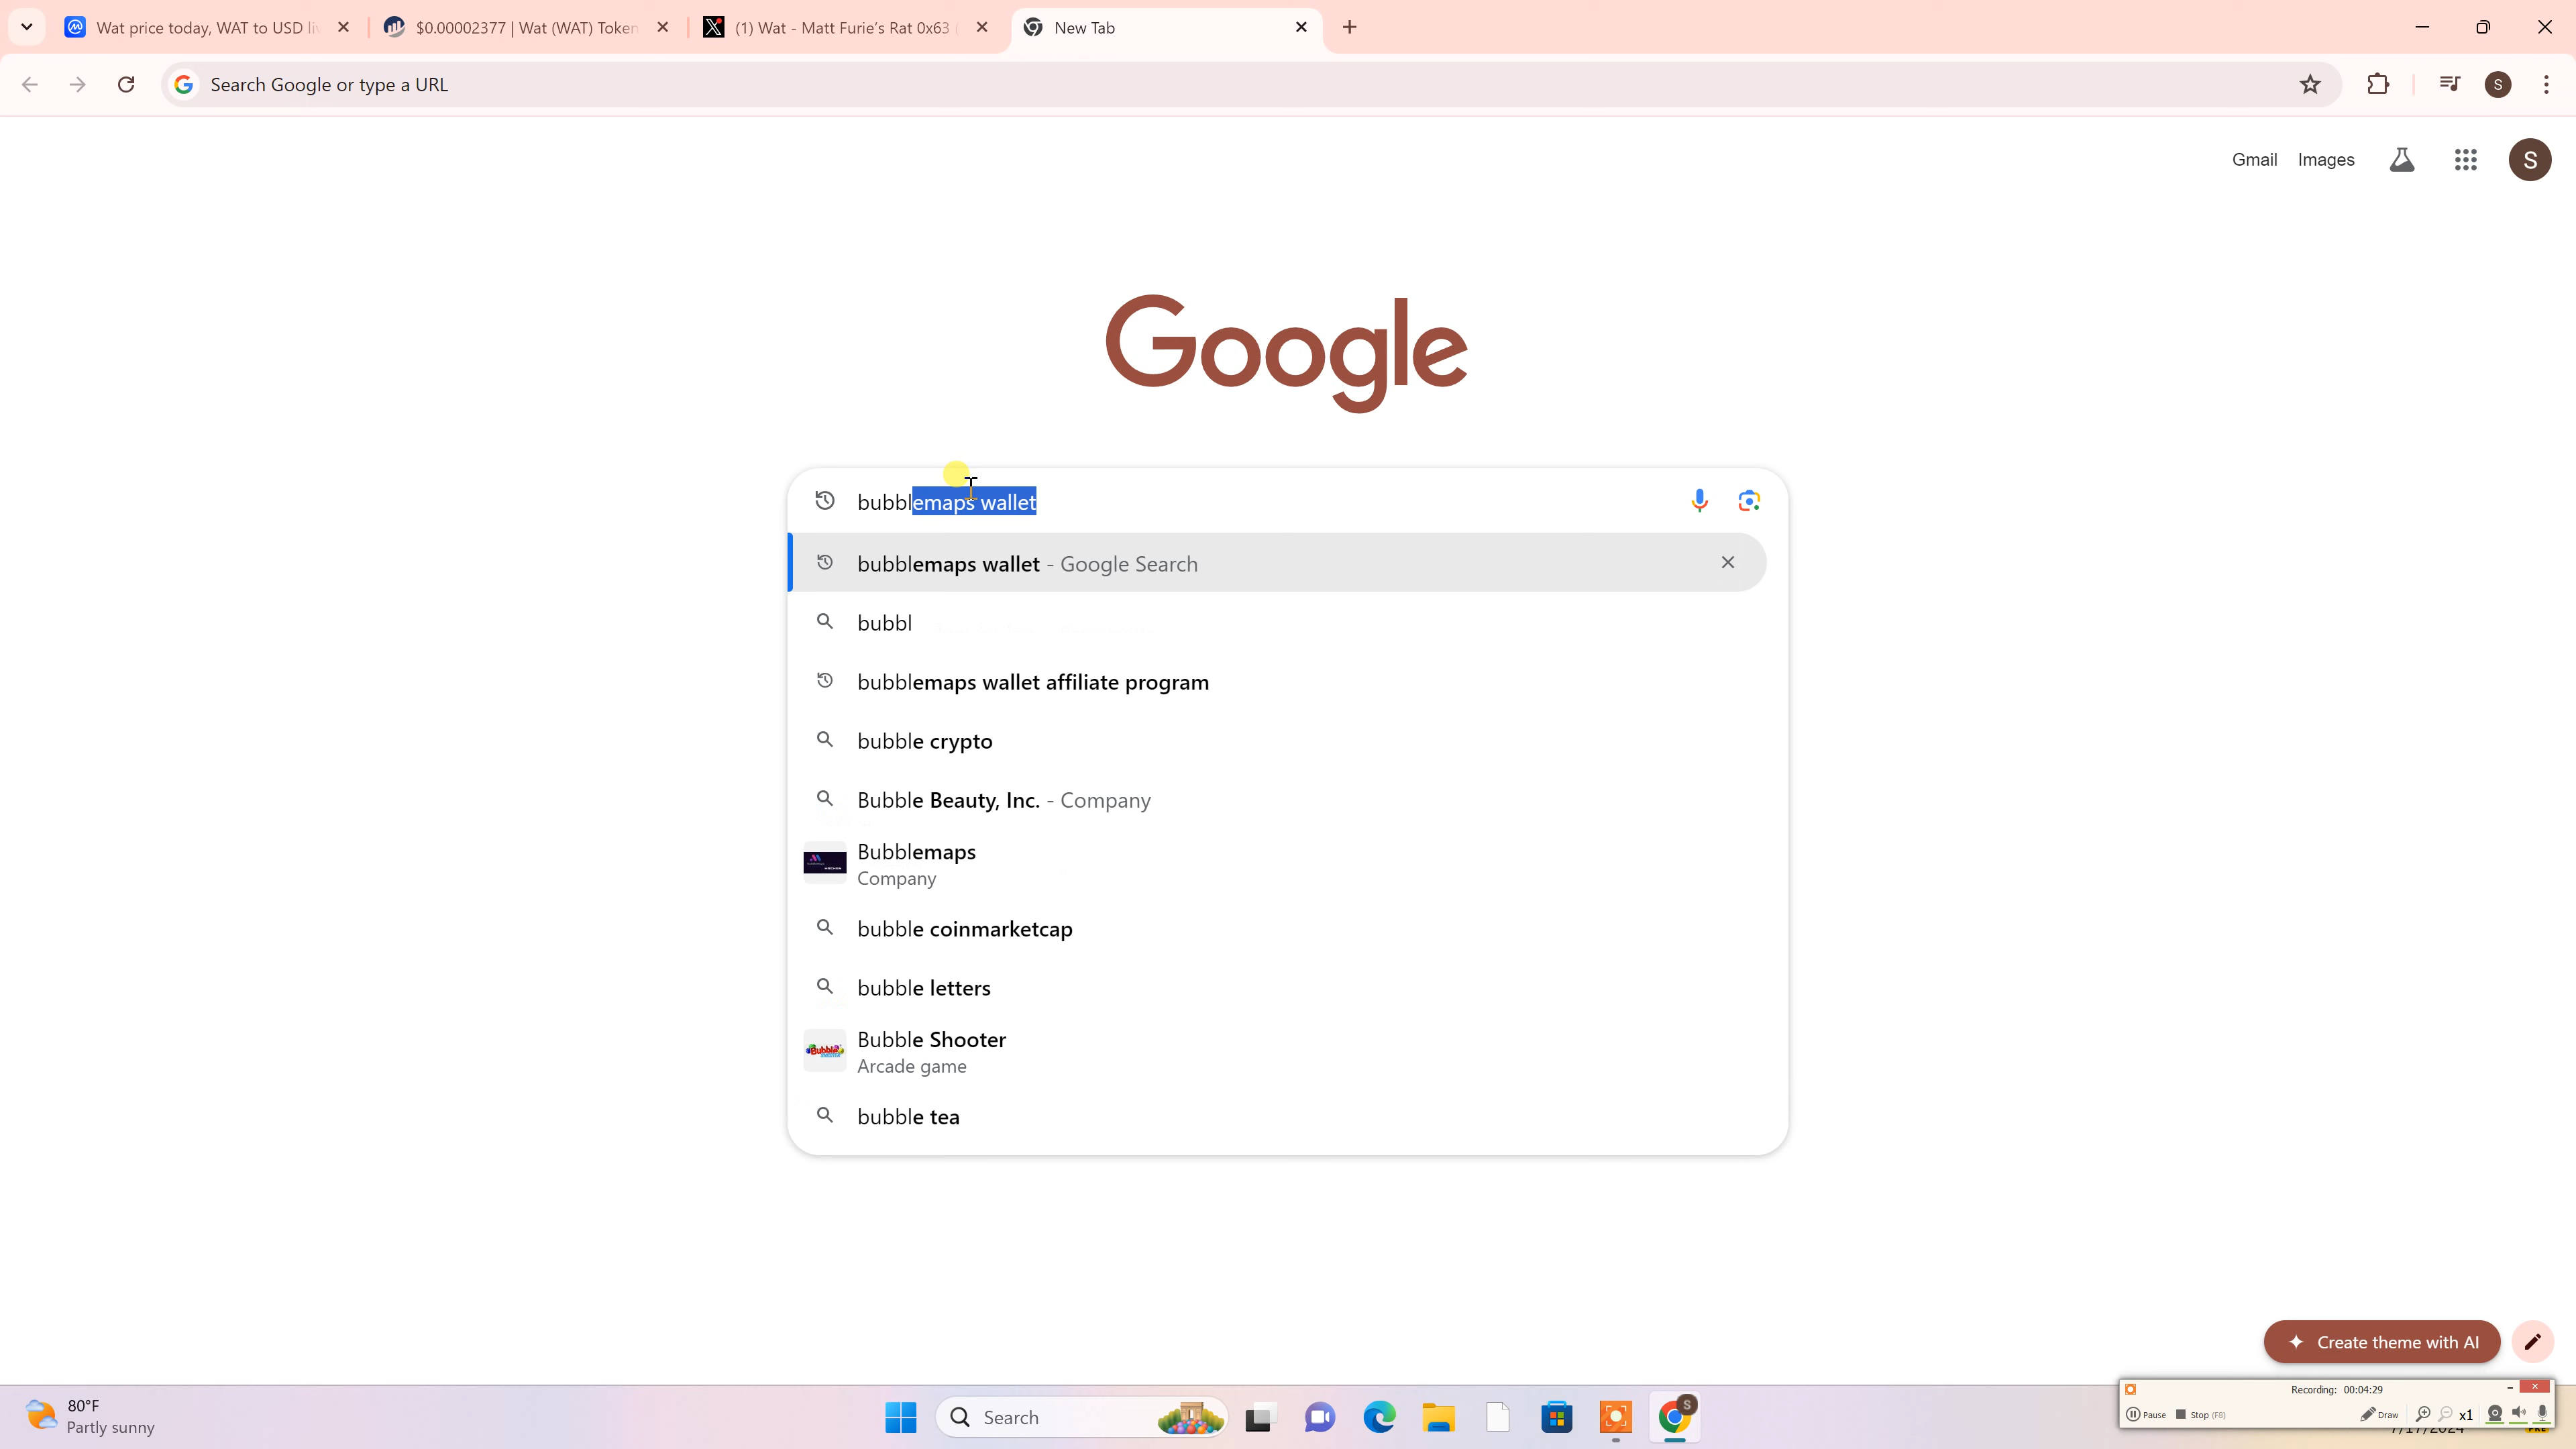 Wat price today, WAT to USD li
$0.00002377 | Wat (WAT) Token
(1) Wat - Matt Furie's Rat 0x63
New Tab
Search Google or type a URL
S
Gmail Images
S
Google
bubblemaps wallet
bubblemaps wallet - Google Search
bubbl
bubblemaps wallet affiliate program
bubble crypto
Bubble Beauty, Inc. - Company
Bubblemaps
Company
bubble coinmarketcap
bubble letters
Bubble Shooter
Arcade game
bubble tea
Create theme with AI
Recording: 00:04:29
Pause Stop (F8) Draw x1
80°F
Partly sunny
Search
S
7/17/2024